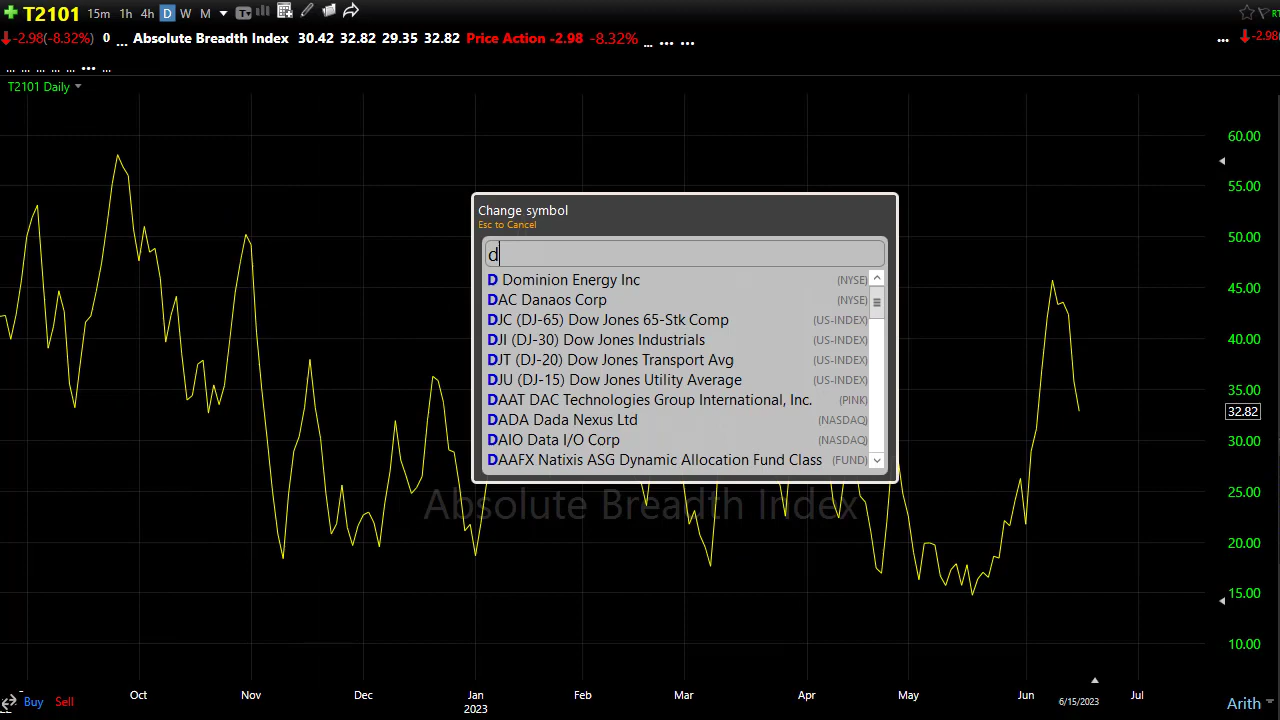 T2101 15m 1h 4h D W M T
-2.98(-8.32%) 0 ... Absolute Breadth Index 30.42 32.82 29.35 32.82 Price Action -2.98 -8.32% ... ... ... ... -2.98
... ... ... ... ... ... ...
T2101 Daily
60.00
55.00
50.00
45.00
40.00
35.00
32.82
30.00
25.00
20.00
15.00
10.00
Change symbol
Esc to Cancel
d
D Dominion Energy Inc (NYSE)
DAC Danaos Corp (NYSE)
DJC (DJ-65) Dow Jones 65-Stk Comp (US-INDEX)
DJI (DJ-30) Dow Jones Industrials (US-INDEX)
DJT (DJ-20) Dow Jones Transport Avg (US-INDEX)
DJU (DJ-15) Dow Jones Utility Average (US-INDEX)
DAAT DAC Technologies Group International, Inc. (PINK)
DADA Dada Nexus Ltd (NASDAQ)
DAIO Data I/O Corp (NASDAQ)
DAAFX Natixis ASG Dynamic Allocation Fund Class (FUND)
Absolute Breadth Index
Oct Nov Dec Jan Feb Mar Apr May Jun Jul
2023
6/15/2023
Buy Sell
Arith